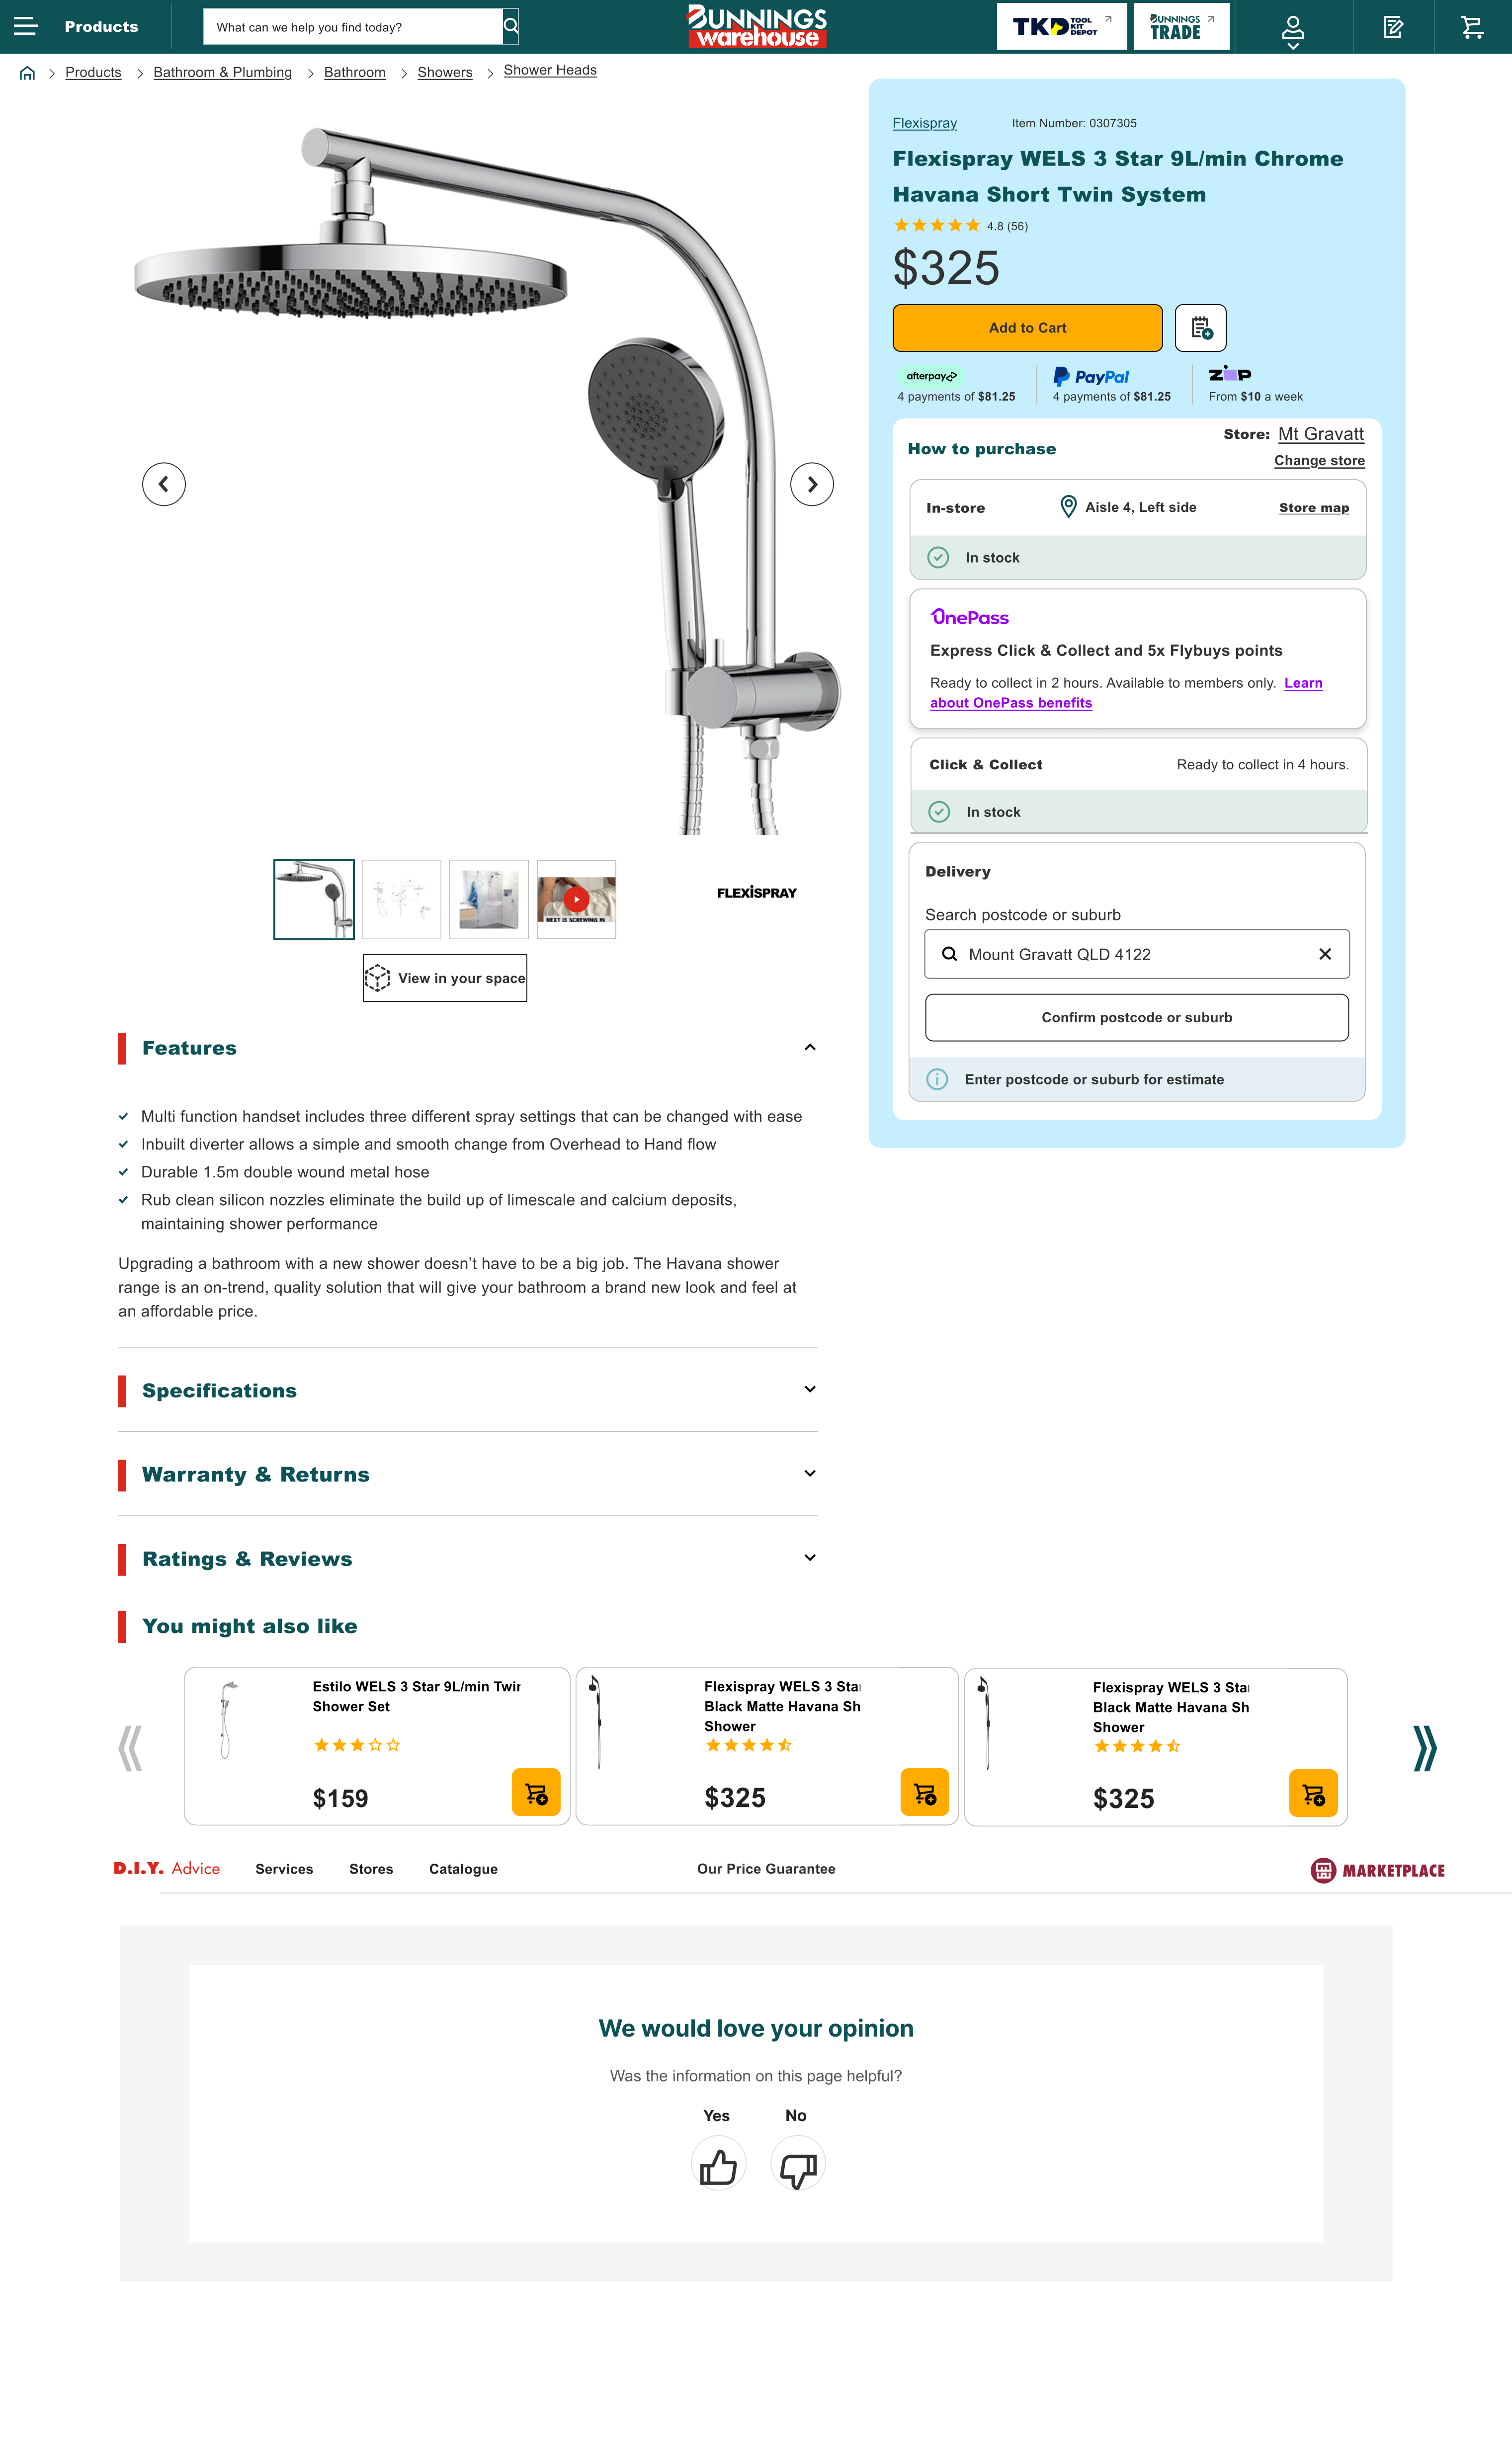 Products
What can we help you find today?
BUNNINGS
warehouse
TKD TOOL KIT DEPOT
BUNNINGS
TRADE
Products
Bathroom & Plumbing
Bathroom
Showers
Shower Heads
Flexispray
Item Number: 0307305
Flexispray WELS 3 Star 9L/min Chrome
Havana Short Twin System
4.8 (56)
$325
Add to Cart
afterpay
4 payments of $81.25
PayPal
4 payments of $81.25
zip
From $10 a week
How to purchase
Store: Mt Gravatt
Change store
In-store
Aisle 4, Left side
Store map
In stock
OnePass
Express Click & Collect and 5x Flybuys points
Ready to collect in 2 hours. Available to members only. Learn
about OnePass benefits
Click & Collect
Ready to collect in 4 hours.
In stock
Delivery
Search postcode or suburb
Mount Gravatt QLD 4122
Confirm postcode or suburb
Enter postcode or suburb for estimate
NEXT IS SCREWING IN
FLEXISPRAY
View in your space
Features
Multi function handset includes three different spray settings that can be changed with ease
Inbuilt diverter allows a simple and smooth change from Overhead to Hand flow
Durable 1.5m double wound metal hose
Rub clean silicon nozzles eliminate the build up of limescale and calcium deposits,
maintaining shower performance
Upgrading a bathroom with a new shower doesn’t have to be a big job. The Havana shower
range is an on-trend, quality solution that will give your bathroom a brand new look and feel at
an affordable price.
Specifications
Warranty & Returns
Ratings & Reviews
You might also like
Estilo WELS 3 Star 9L/min Twin
Shower Set
$159
Flexispray WELS 3 Star
Black Matte Havana Sh
Shower
$325
Flexispray WELS 3 Star
Black Matte Havana Sh
Shower
$325
D.I.Y. Advice
Services
Stores
Catalogue
Our Price Guarantee
MARKETPLACE
We would love your opinion
Was the information on this page helpful?
Yes
No